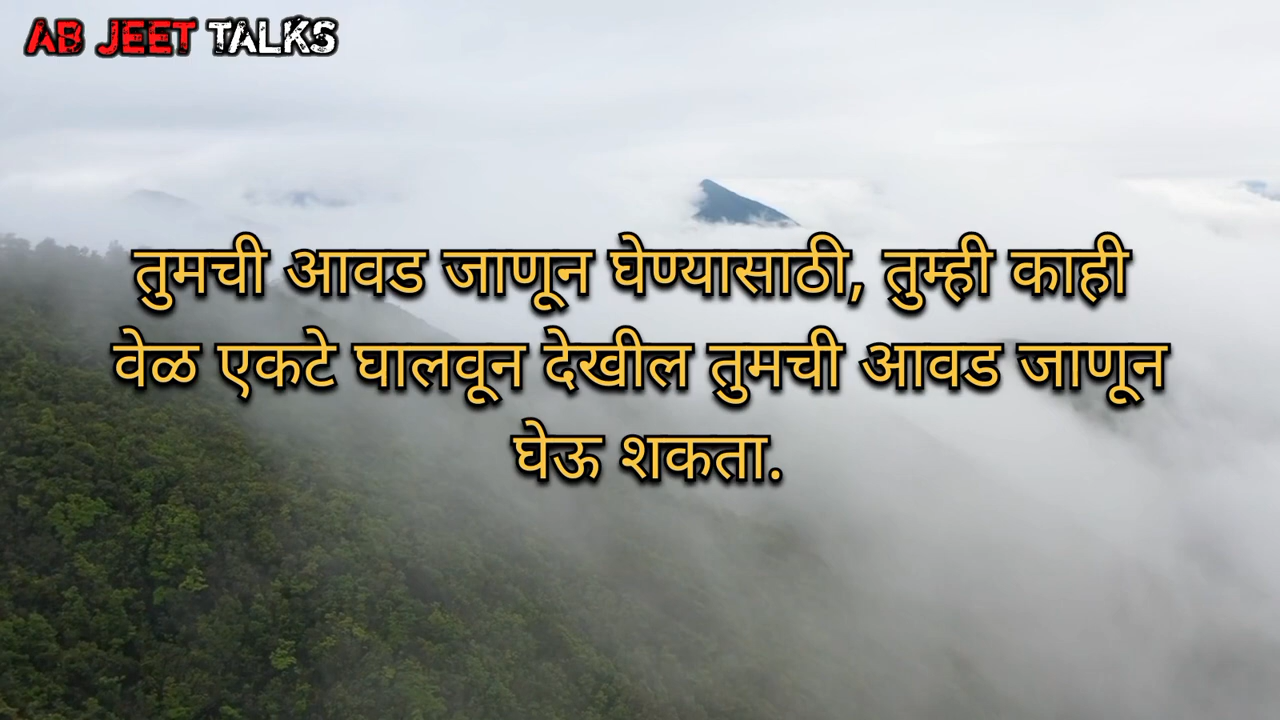 AB JEET TALKS
तुमची आवड जाणून घेण्यासाठी, तुम्ही काही
वेळ एकटे घालवून देखील तुमची आवड जाणून
घेऊ शकता.